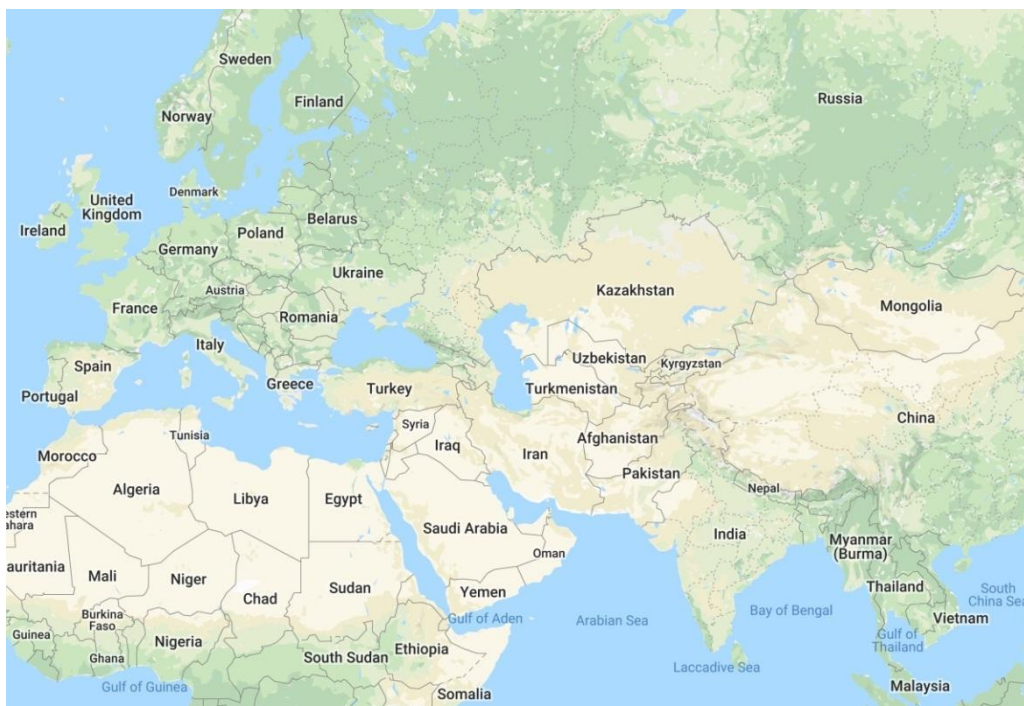 Sweden
Finland
Russia
Norway
Denmark
United
Kingdom
Ireland
Belarus
Poland
Germany
Ukraine
Austria
Kazakhstan
France
Mongolia
Romania
Italy
Uzbekistan
Kyrgyzstan
Spain
Greece
Turkey
Turkmenistan
Portugal
China
Syria
Tunisia
Iraq
Afghanistan
Iran
Morocco
Pakistan
Algeria
Nepal
Libya
Egypt
estern
ahara
Saudi Arabia
India
Myanmar
(Burma)
Oman
auritania
Mali
Niger
Sudan
Thailand
Yemen
South
China Sea
Chad
Bay of Bengal
Burkina
Faso
Gulf of Aden
Arabian Sea
Vietnam
Guinea
Nigeria
Gulf of
Thailand
Ethiopia
Ghana
South Sudan
Laccadive Sea
Gulf of Guinea
Malaysia
Somalia